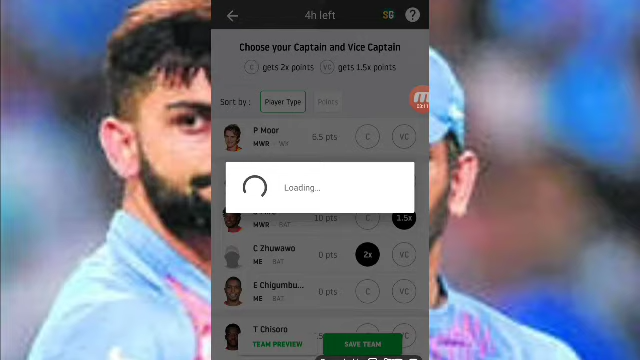 4h left
SG
?
Choose your Captain and Vice Captain
C gets 2x points VC gets 1.5x points
Sort by : Player Type Points
P Moor
MWR WK 6.5 pts C VC
Loading...
MWR BAT 10 pts C 1.5x
C Zhuwawo
ME BAT 0 pts 2x VC
E Chigumbu...
ME BAT 0 pts C VC
T Chisoro
TEAM PREVIEW SAVE TEAM